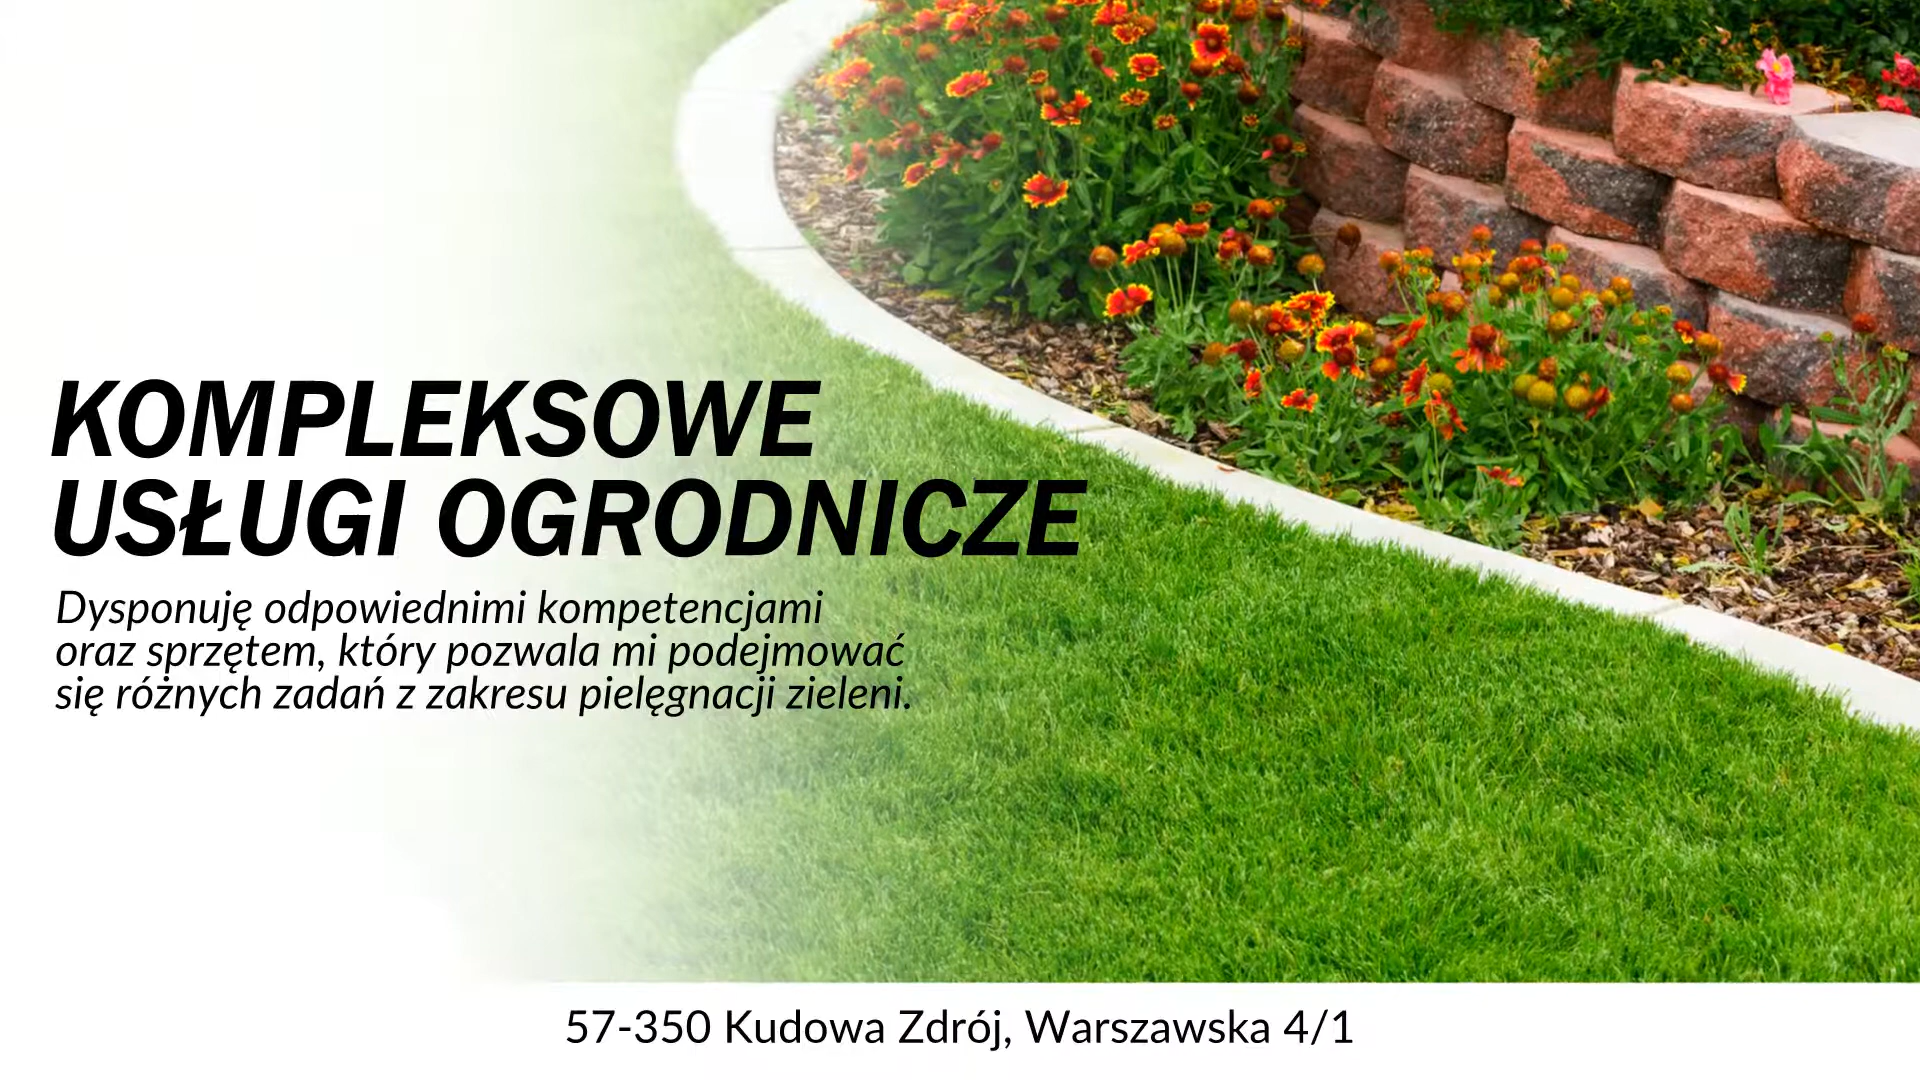 KOMPLEKSOWE
USŁUGI OGRODNICZE
Dysponuję odpowiednimi kompetencjami
oraz sprzętem, który pozwala mi podejmować
się różnych zadań z zakresu pielęgnacji zieleni.
57-350 Kudowa Zdrój, Warszawska 4/1